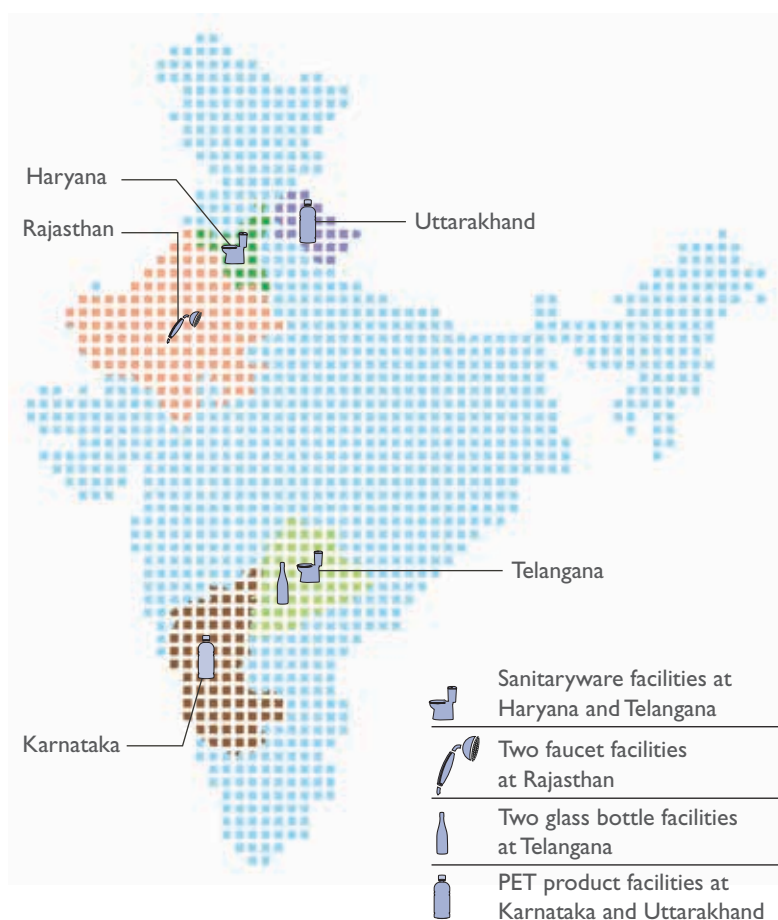 Haryana
Rajasthan
Uttarakhand
Telangana
Karnataka
Sanitaryware facilities at
Haryana and Telangana
Two faucet facilities
at Rajasthan
Two glass bottle facilities
at Telangana
PET product facilities at
Karnataka and Uttarakhand